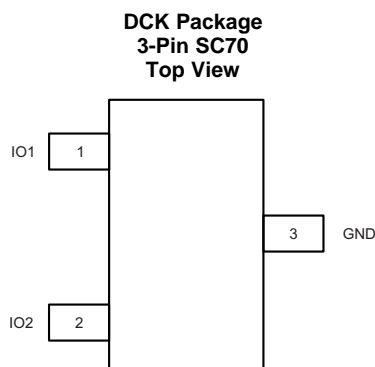 DCK Package
3-Pin SC70
Top View
IO1 1
3 GND
IO2 2